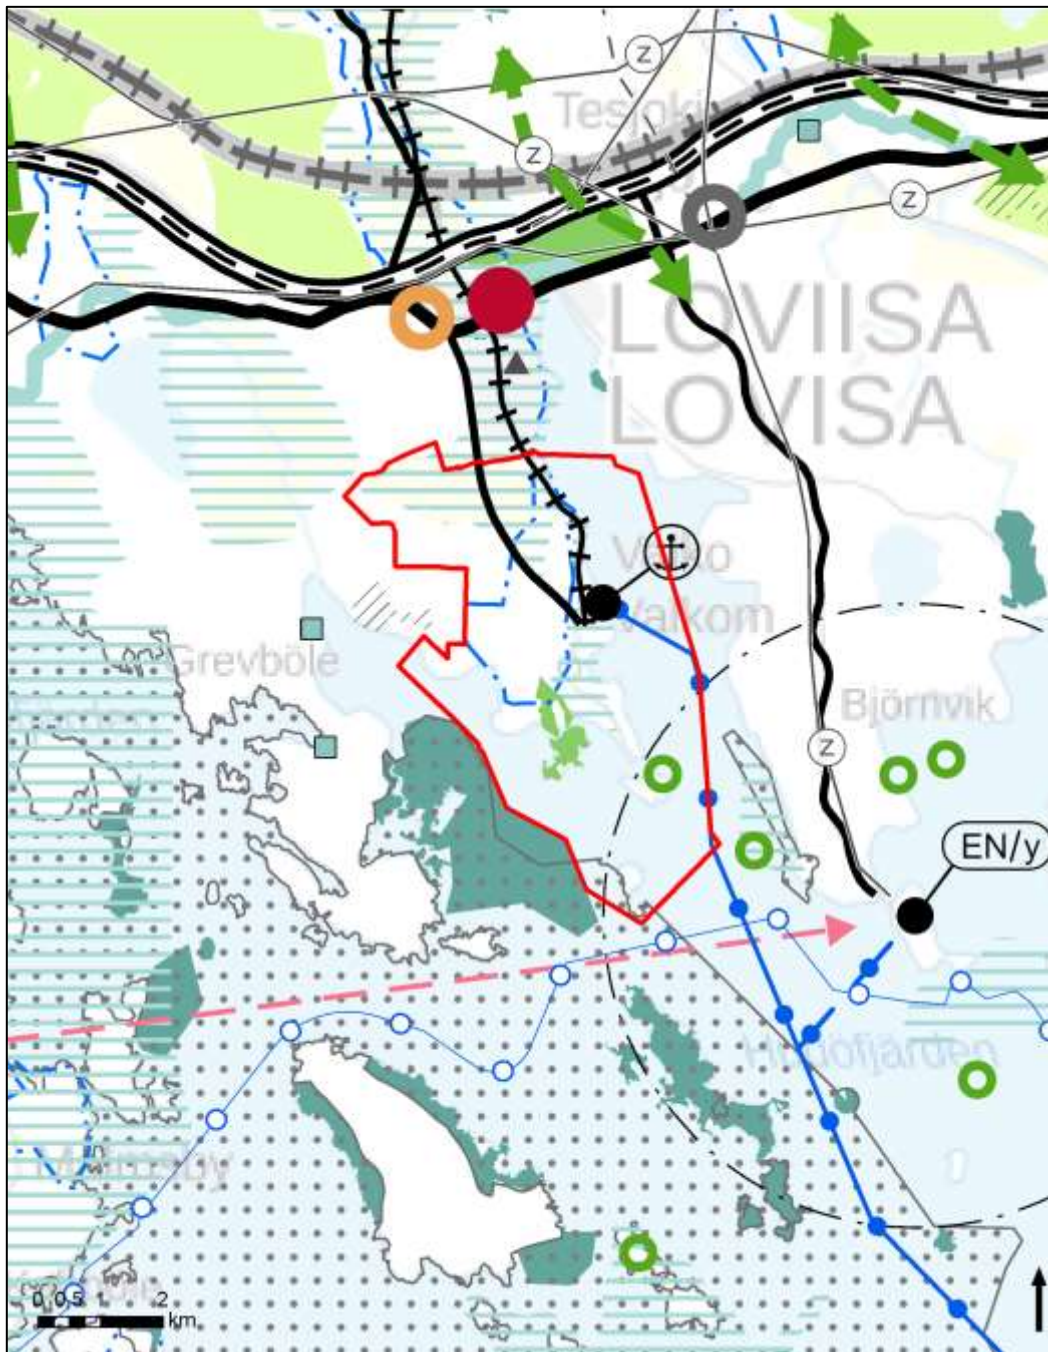 Z
Tesjoki
Z
Z
LOVIISA
LOVISA
Valko
Valkom
Grevböle
Björnvik
Z
EN/y
Hudöfjärden
0 0,5 1 2
km